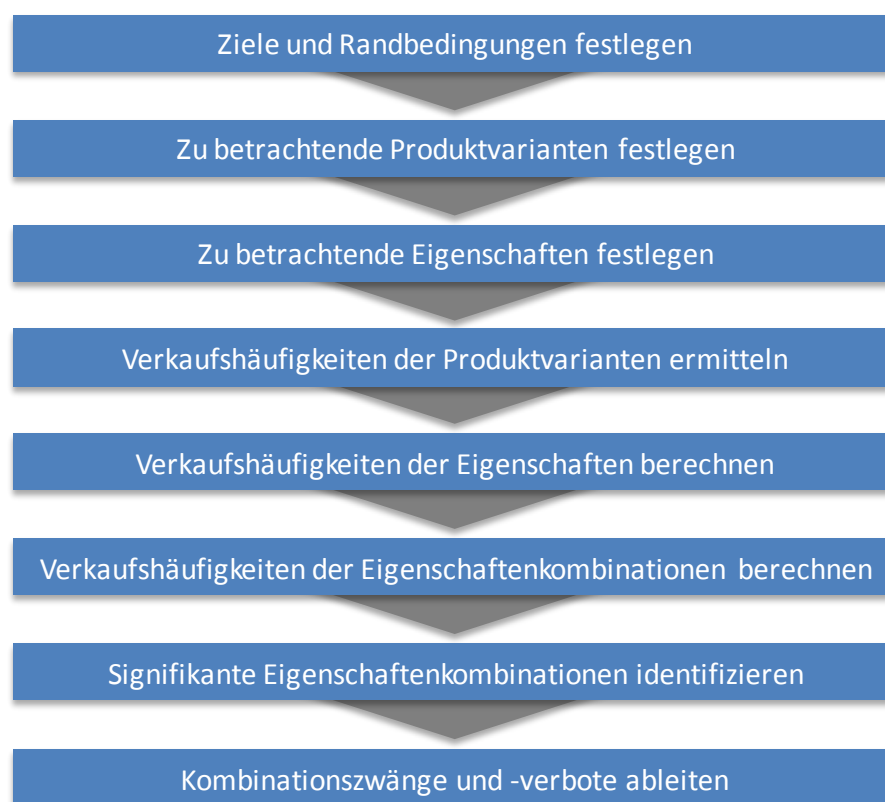 Ziele und Randbedingungen festlegen
Zu betrachtende Produktvarianten festlegen
Zu betrachtende Eigenschaften festlegen
Verkaufshäufigkeiten der Produktvarianten ermitteln
Verkaufshäufigkeiten der Eigenschaften berechnen
Verkaufshäufigkeiten der Eigenschaftenkombinationen berechnen
Signifikante Eigenschaftenkombinationen identifizieren
Kombinationszwänge und -verbote ableiten